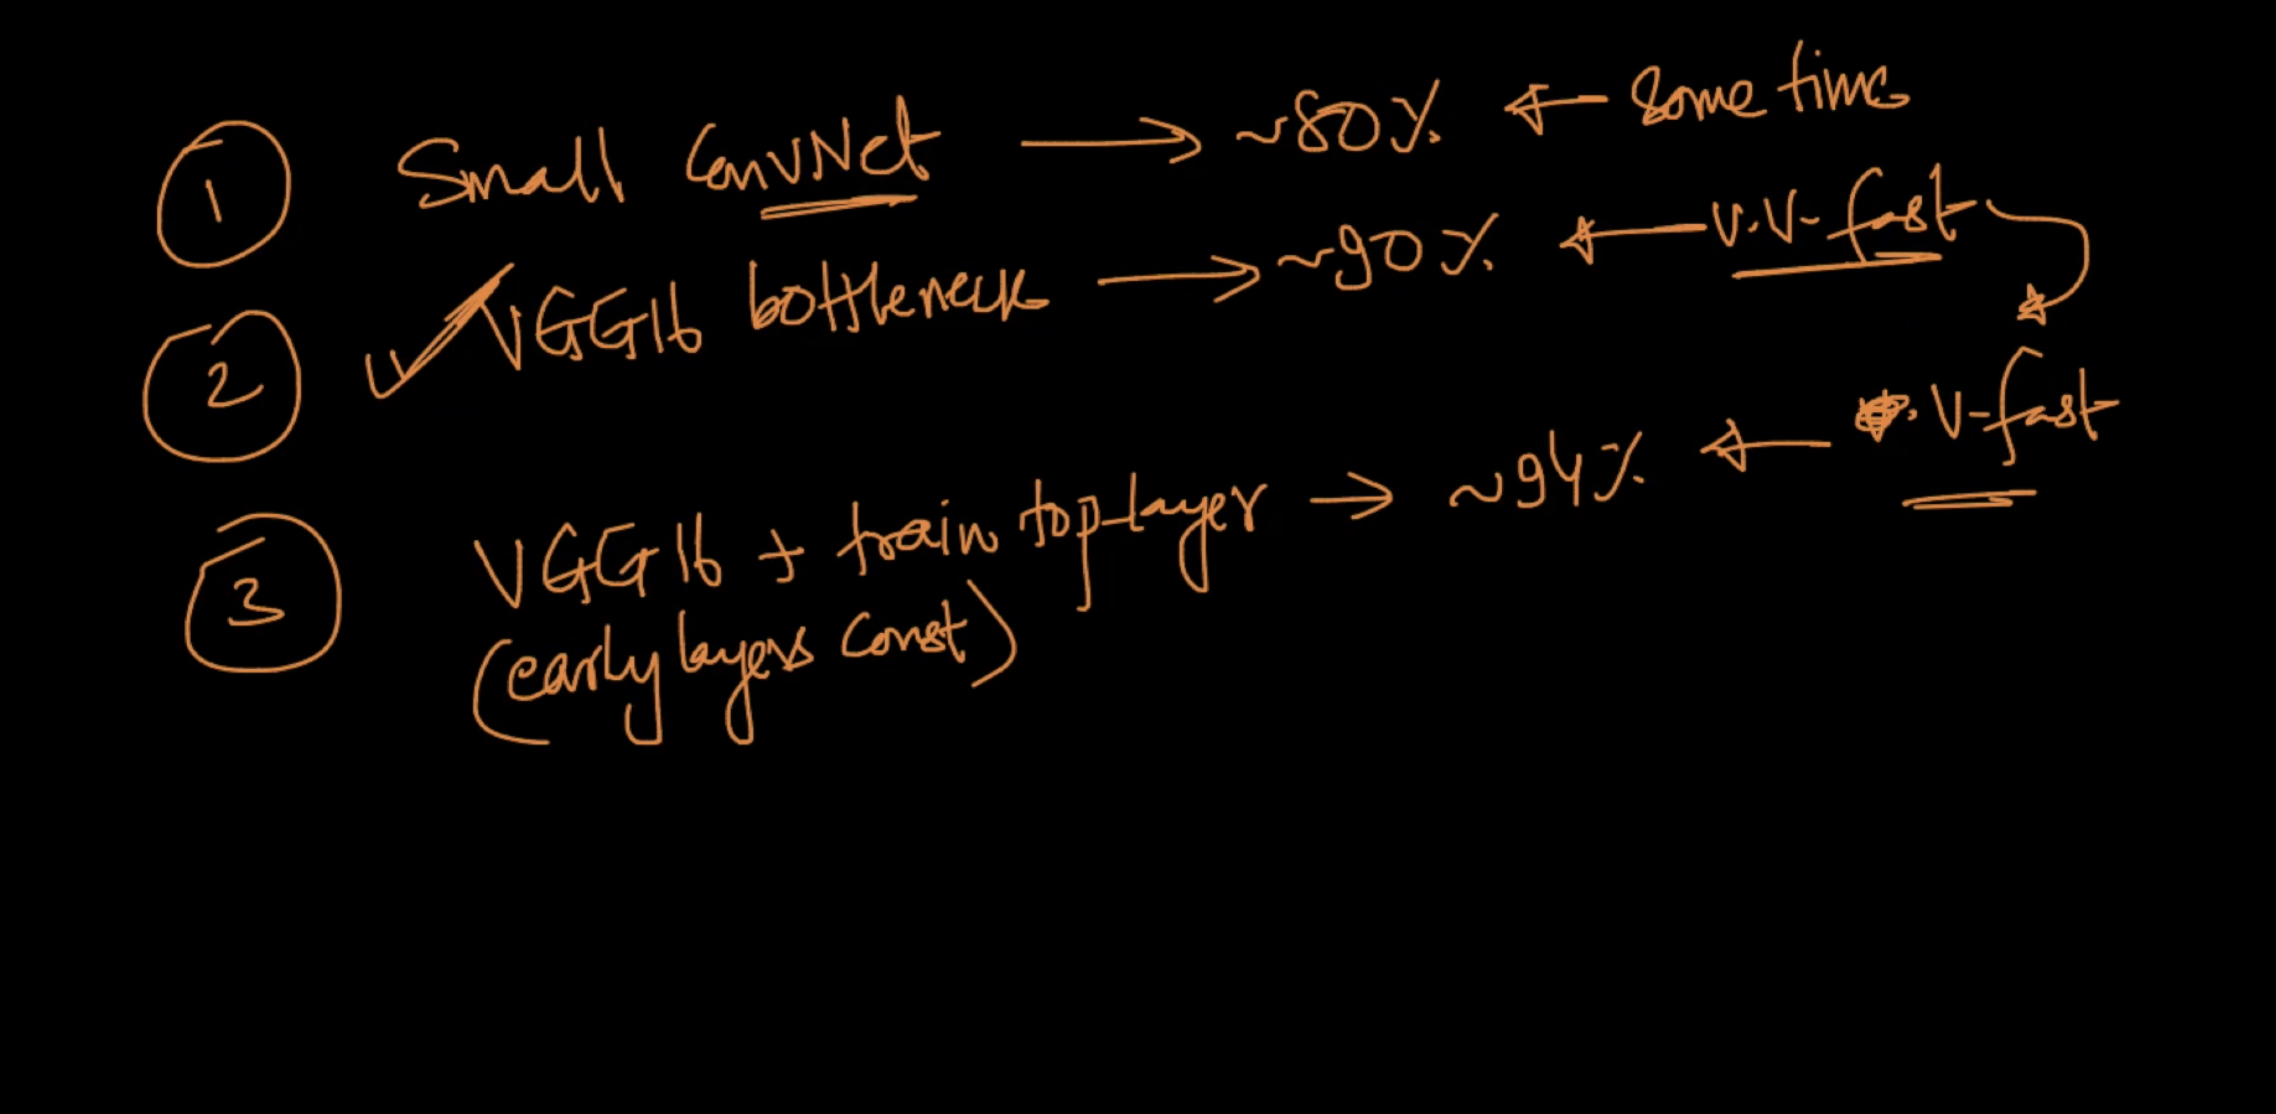 1 Small ConvNet → ~80% ← Some time
2 ✓ VGG16 bottleneck → ~90% ← V.V-fast
3 VGG16 + train top-layer → ~94% ← V-fast
(early layers const)